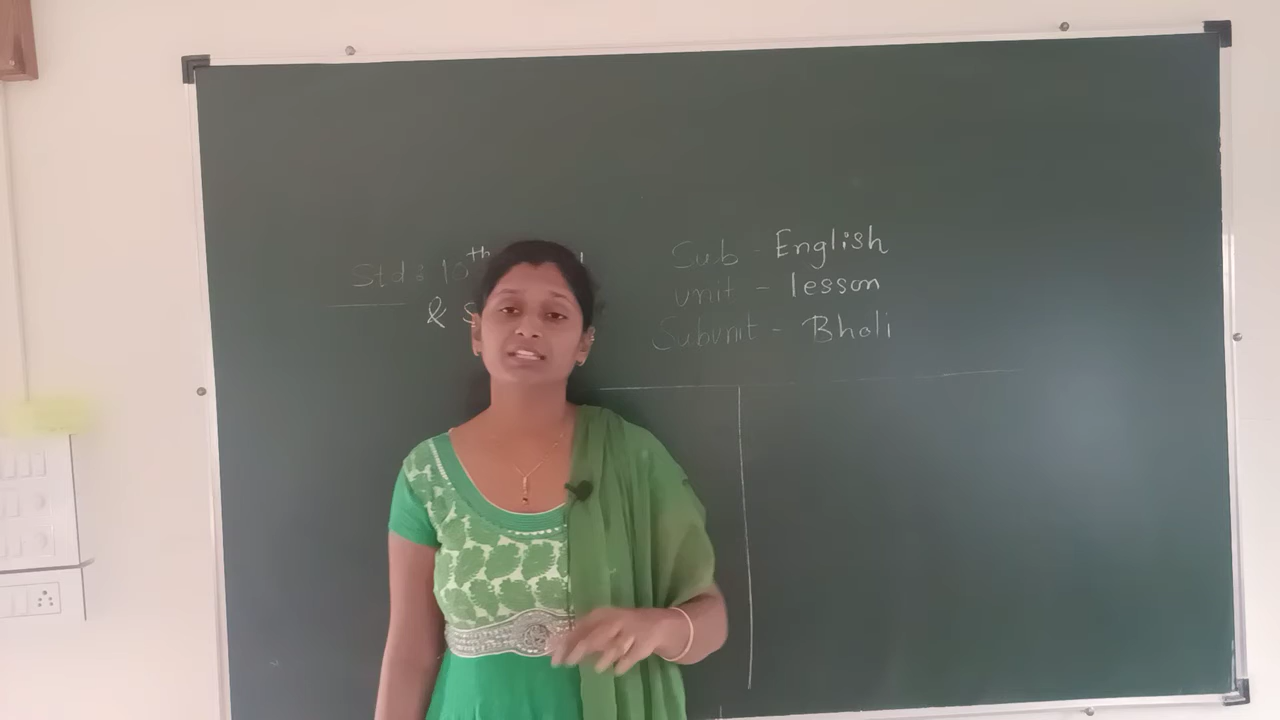 Std : 10th
&
Sub - English
unit - lesson
Subunit - Bholi